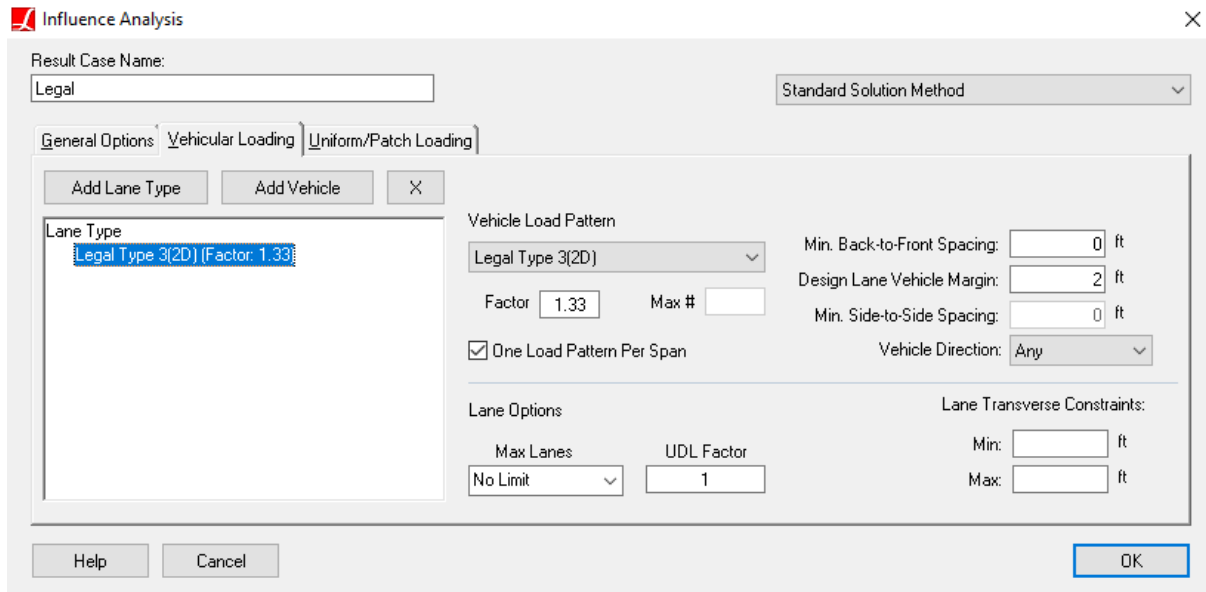 Influence Analysis
Result Case Name:
Legal
Standard Solution Method
General Options
Vehicular Loading
Uniform/Patch Loading
Add Lane Type
Add Vehicle
X
Lane Type
Legal Type 3(2D) (Factor: 1.33)
Vehicle Load Pattern
Legal Type 3(2D)
Factor 1.33 Max #
One Load Pattern Per Span
Min. Back-to-Front Spacing: 0 ft
Design Lane Vehicle Margin: 2 ft
Min. Side-to-Side Spacing: 0 ft
Vehicle Direction: Any
Lane Options
Max Lanes
No Limit
UDL Factor
1
Lane Transverse Constraints:
Min: ft
Max: ft
Help
Cancel
OK